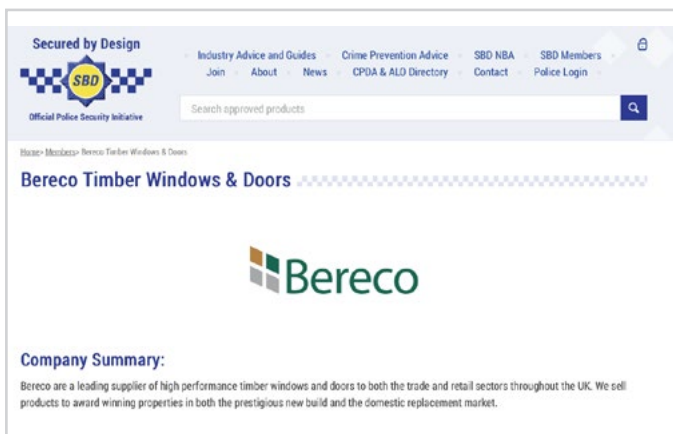 Secured by Design
SBD
Official Police Security Initiative
Industry Advice and Guides
Crime Prevention Advice
SBD NBA
SBD Members
Join
About
News
CPDA & ALO Directory
Contact
Police Login
Search approved products
Home> Members> Bereco Timber Windows & Doors
Bereco Timber Windows & Doors
Bereco
Company Summary:
Bereco are a leading supplier of high performance timber windows and doors to both the trade and retail sectors throughout the UK. We sell
products to award winning properties in both the prestigious new build and the domestic replacement market.